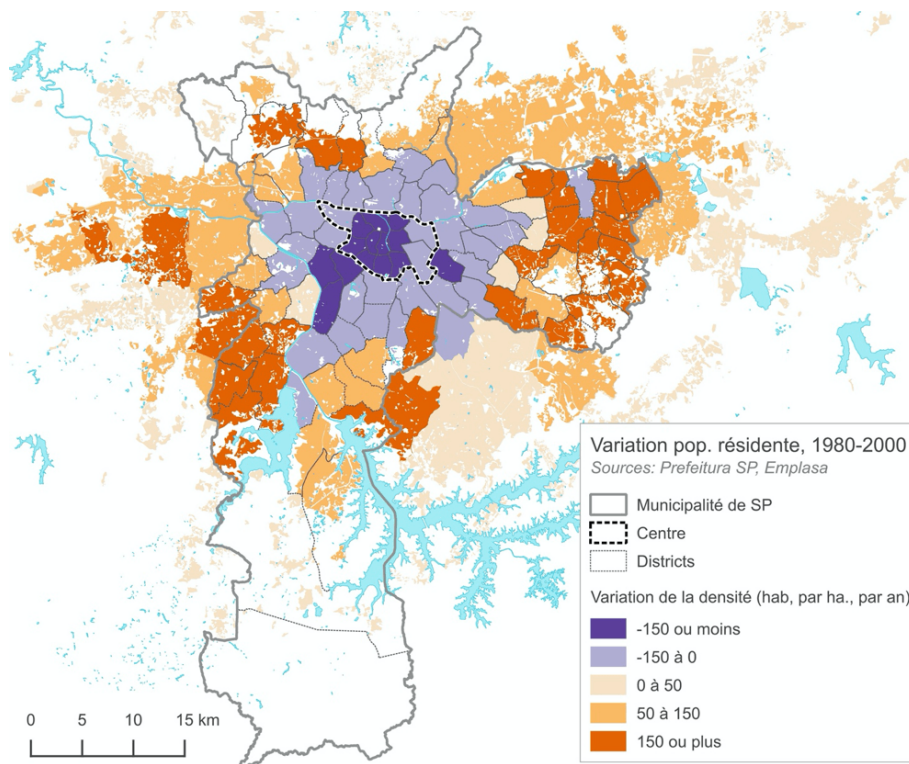 Variation pop. résidente, 1980-2000
Sources: Prefeitura SP, Emplasa
Municipalité de SP
Centre
Districts
Variation de la densité (hab, par ha., par an)
-150 ou moins
-150 à 0
0 à 50
50 à 150
150 ou plus
0 5 10 15 km